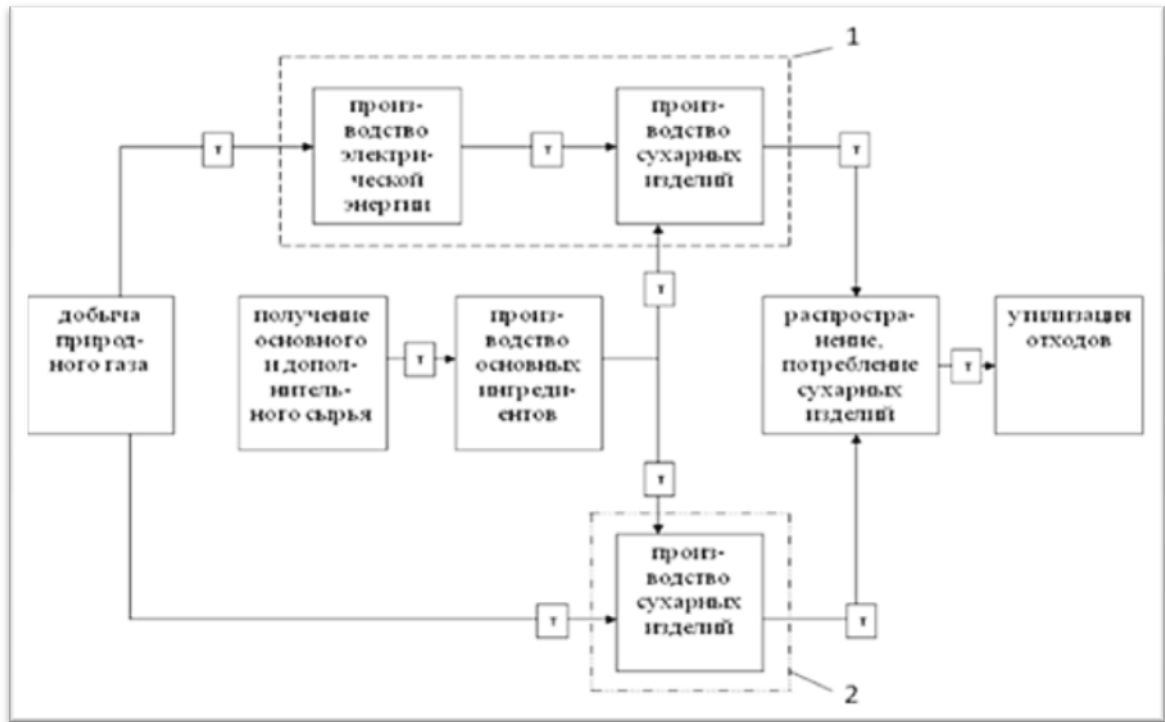 1
произ-
водство
электри-
ческой
энергии
произ-
водство
сухарных
изделий
т
т
т
добыча
природ-
ного газа
получение
основного
и допол-
нитель-
ного сырья
т
произ-
водство
основных
ингреди-
ентов
т
т
распростра-
нение,
потребление
сухарных
изделий
т
утилизация
отходов
произ-
водство
сухарных
изделий
т
т
2